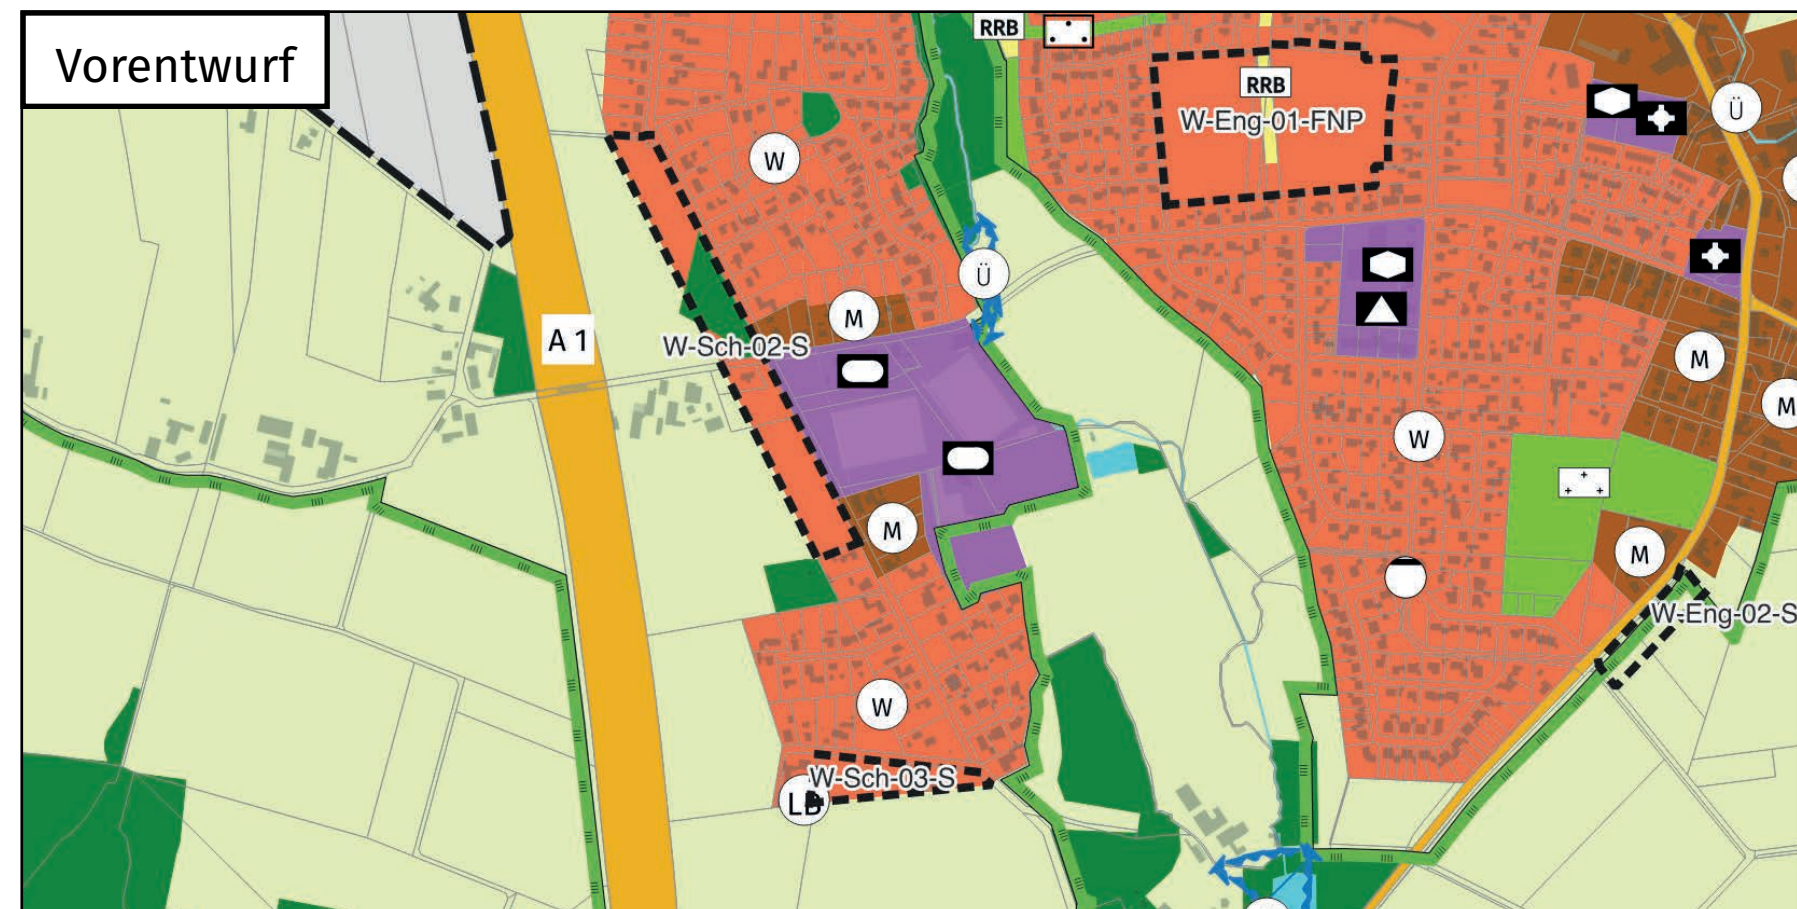 Vorentwurf
RRB
RRB
W-Eng-01-FNP
Ü
W
Ü
M
A 1
W-Sch-02-S
M
M
W
M
M
W-Eng-02-S
W
W-Sch-03-S
LB